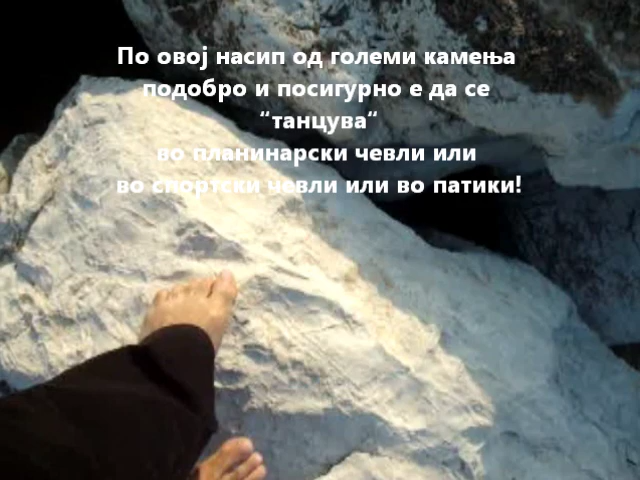 По овој насип од големи камења
подобро и посигурно е да се
“танцува“
во планинарски чевли или
во спортски чевли или во патики!